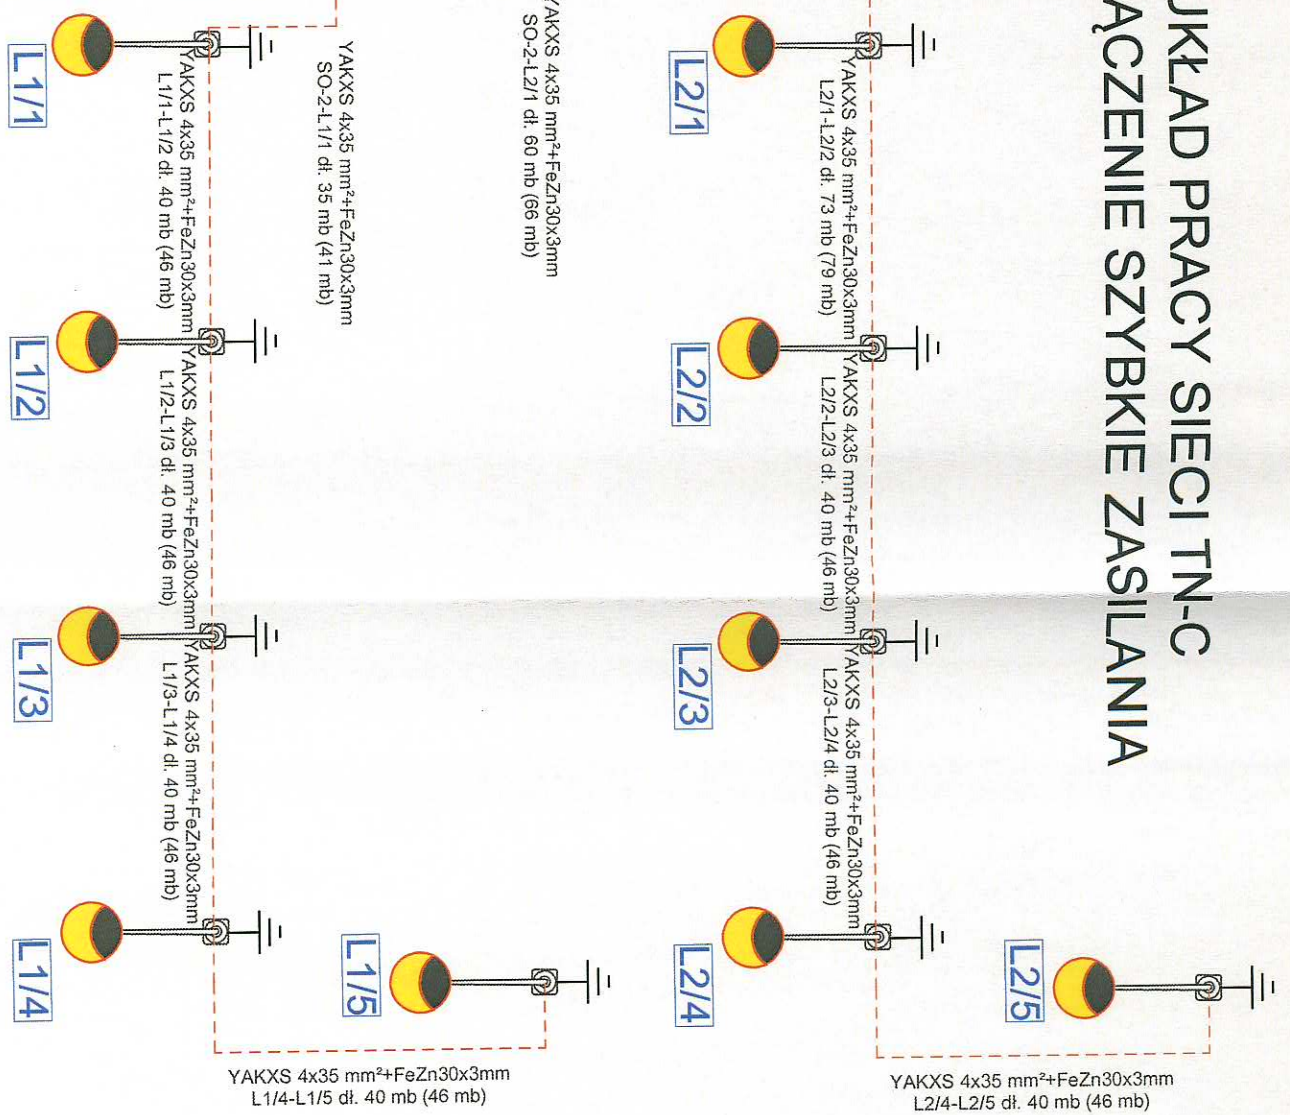 UKŁAD PRACY SIECI TN-C
ĄCZENIE SZYBKIE ZASILANIA
L2/1
YAKXS 4x35 mm²+FeZn30x3mm
L2/1-L2/2 dł. 73 mb (79 mb)
L2/2
YAKXS 4x35 mm²+FeZn30x3mm
L2/2-L2/3 dł. 40 mb (46 mb)
L2/3
YAKXS 4x35 mm²+FeZn30x3mm
L2/3-L2/4 dł. 40 mb (46 mb)
L2/4
L2/5
YAKXS 4x35 mm²+FeZn30x3mm
L2/4-L2/5 dł. 40 mb (46 mb)
YAKXS 4x35 mm²+FeZn30x3mm
SO-2-L2/1 dł. 60 mb (66 mb)
YAKXS 4x35 mm²+FeZn30x3mm
SO-2-L1/1 dł. 35 mb (41 mb)
L1/1
YAKXS 4x35 mm²+FeZn30x3mm
L1/1-L1/2 dł. 40 mb (46 mb)
L1/2
YAKXS 4x35 mm²+FeZn30x3mm
L1/2-L1/3 dł. 40 mb (46 mb)
L1/3
YAKXS 4x35 mm²+FeZn30x3mm
L1/3-L1/4 dł. 40 mb (46 mb)
L1/4
L1/5
YAKXS 4x35 mm²+FeZn30x3mm
L1/4-L1/5 dł. 40 mb (46 mb)